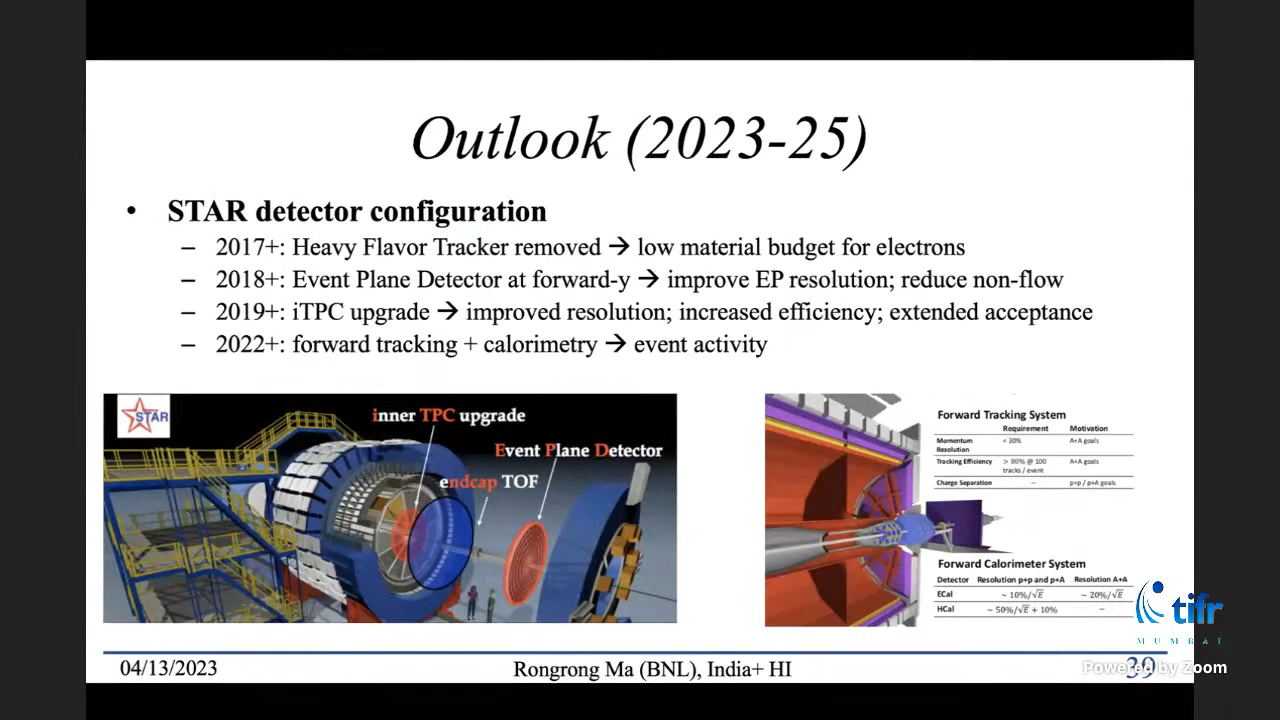 Outlook (2023-25)
• STAR detector configuration
– 2017+: Heavy Flavor Tracker removed → low material budget for electrons
– 2018+: Event Plane Detector at forward-y → improve EP resolution; reduce non-flow
– 2019+: iTPC upgrade → improved resolution; increased efficiency; extended acceptance
– 2022+: forward tracking + calorimetry → event activity
STAR
inner TPC upgrade
Event Plane Detector
endcap TOF
Forward Tracking System
Requirement Motivation
Momentum Resolution < 30% A+A goals
Tracking Efficiency > 80% @ 100 tracks / event A+A goals
Charge Separation – p+p / p+A goals
Forward Calorimeter System
Detector Resolution p+p and p+A Resolution A+A
ECal ~ 10%/√E ~ 20%/√E
HCal ~ 50%/√E + 10% –
tifr
MUMBAI
04/13/2023
Rongrong Ma (BNL), India+ HI
39
Powered by Zoom